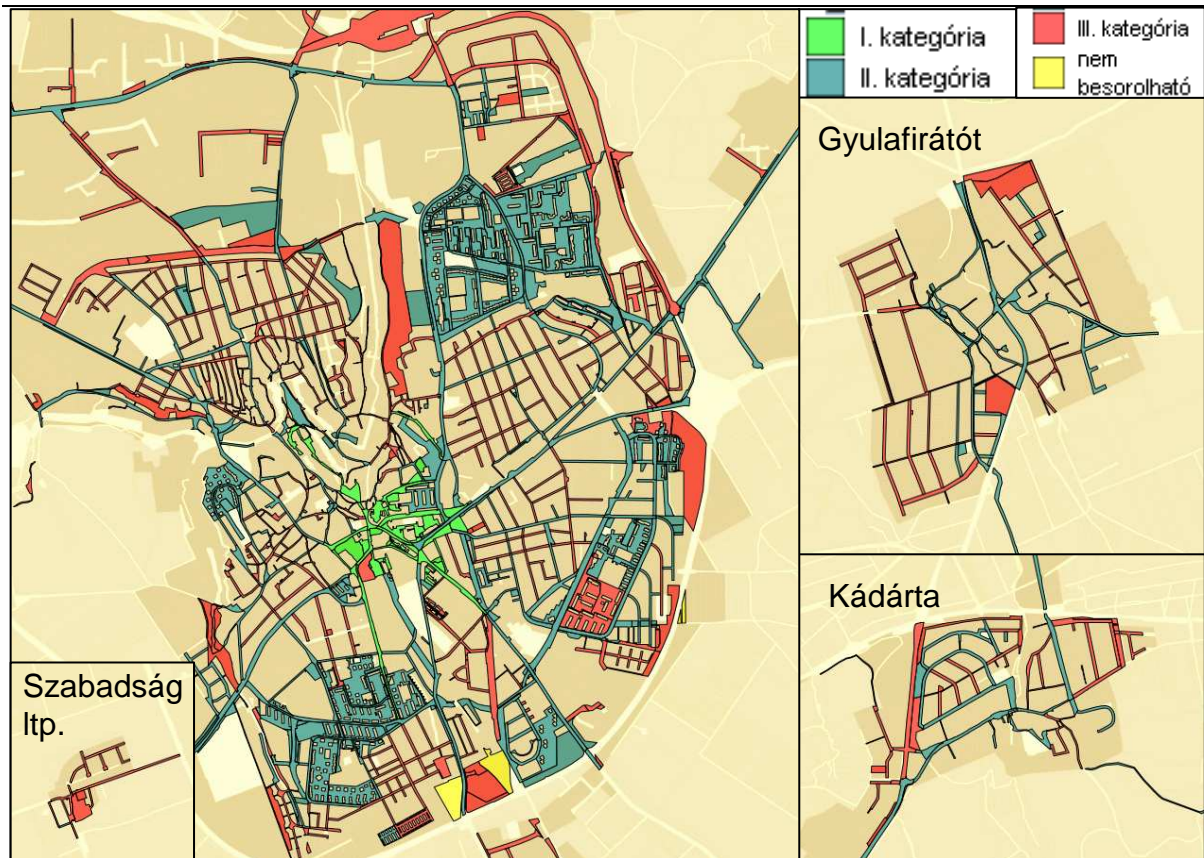 I. kategória
II. kategória
III. kategória
nem
besorolható
Gyulafirátót
Kádárta
Szabadság
ltp.